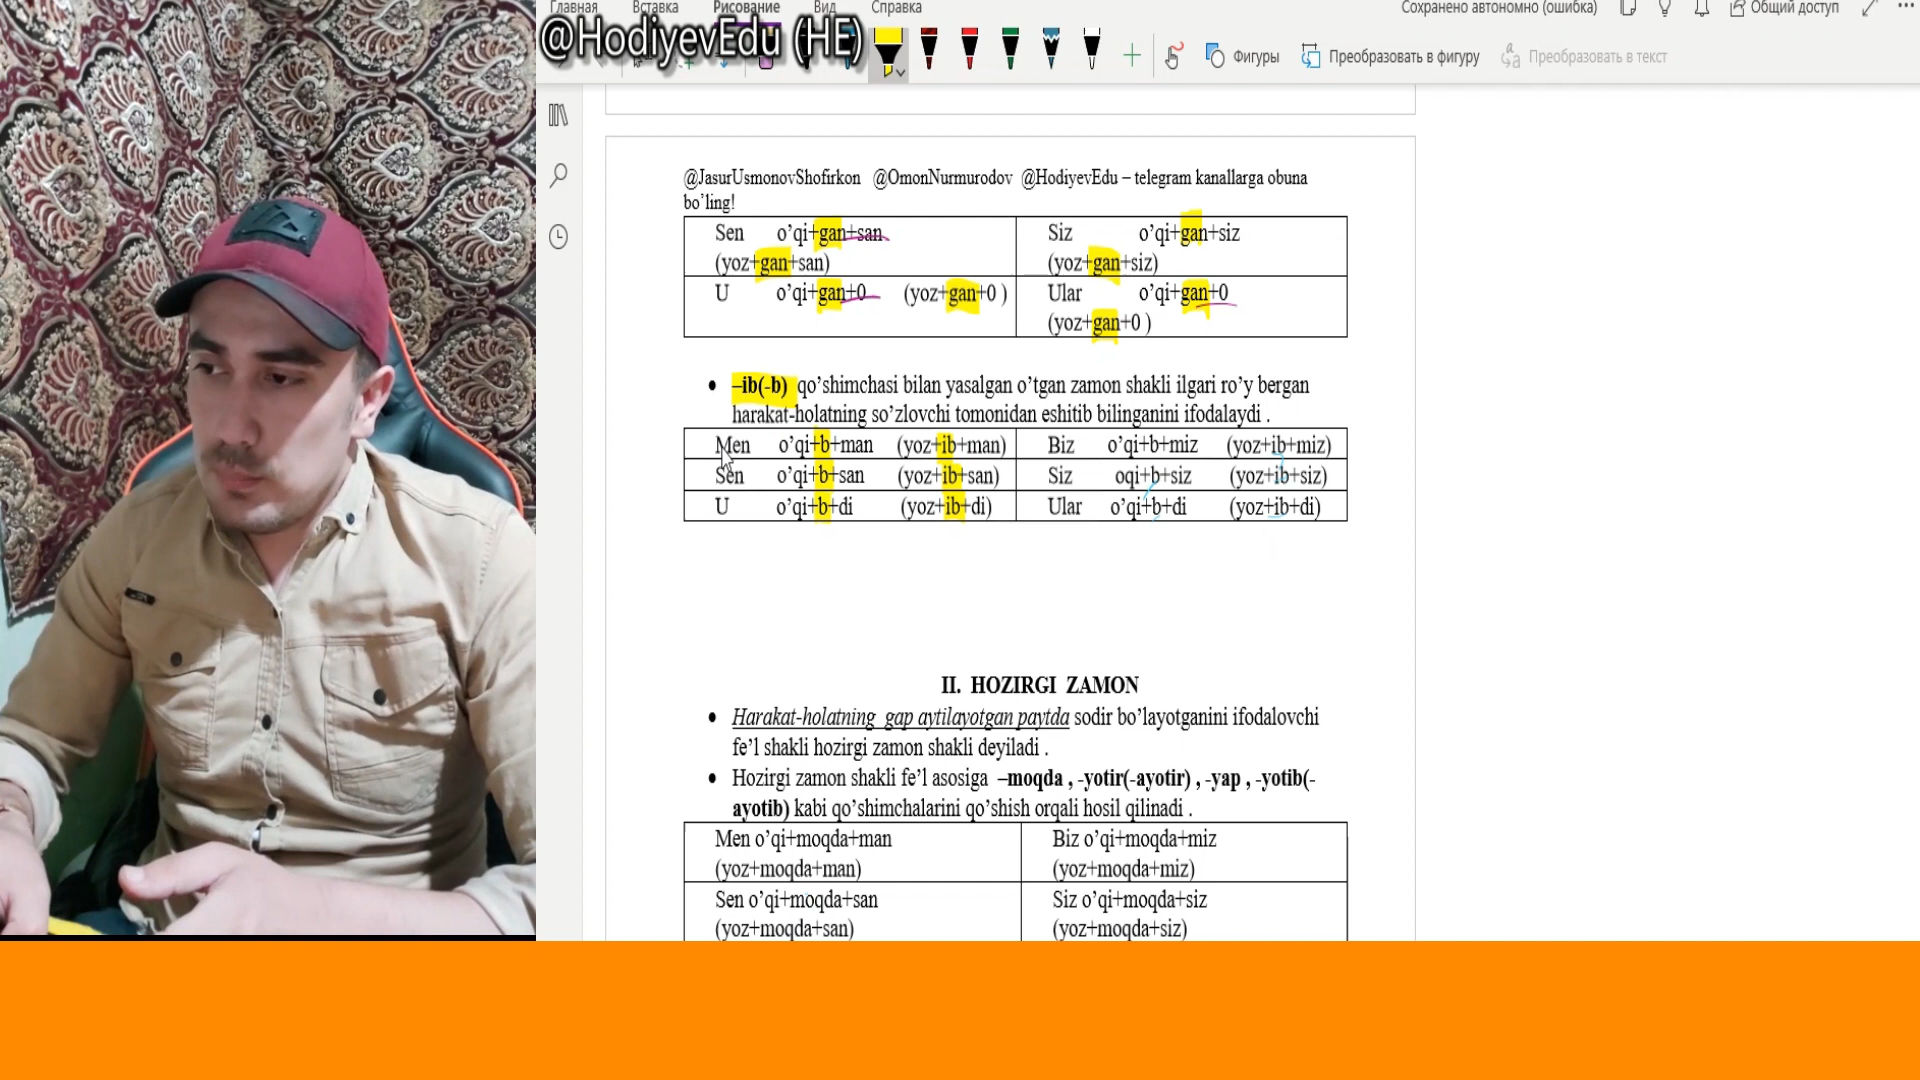 Главная Вставка Рисование Вид Справка Сохранено автономно (ошибка) Общий доступ
@HodiyevEdu (HE) Фигуры Преобразовать в фигуру Преобразовать в текст
@JasurUsmonovShofirkon @OmonNurmurodov @HodiyevEdu – telegram kanallarga obuna
bo’ling!
Sen o’qi+gan+san
(yoz+gan+san)
Siz o’qi+gan+siz
(yoz+gan+siz)
U o’qi+gan+0 (yoz+gan+0 )
Ular o’qi+gan+0
(yoz+gan+0 )
• –ib(-b) qo’shimchasi bilan yasalgan o’tgan zamon shakli ilgari ro’y bergan
harakat-holatning so’zlovchi tomonidan eshitib bilinganini ifodalaydi .
Men o’qi+b+man (yoz+ib+man) Biz o’qi+b+miz (yoz+ib+miz)
Sen o’qi+b+san (yoz+ib+san) Siz oqi+b+siz (yoz+ib+siz)
U o’qi+b+di (yoz+ib+di) Ular o’qi+b+di (yoz+ib+di)
II. HOZIRGI ZAMON
• Harakat-holatning gap aytilayotgan paytda sodir bo’layotganini ifodalovchi
fe’l shakli hozirgi zamon shakli deyiladi .
• Hozirgi zamon shakli fe’l asosiga –moqda , -yotir(-ayotir) , -yap , -yotib(-
ayotib) kabi qo’shimchalarini qo’shish orqali hosil qilinadi .
Men o’qi+moqda+man
(yoz+moqda+man)
Biz o’qi+moqda+miz
(yoz+moqda+miz)
Sen o’qi+moqda+san
(yoz+moqda+san)
Siz o’qi+moqda+siz
(yoz+moqda+siz)